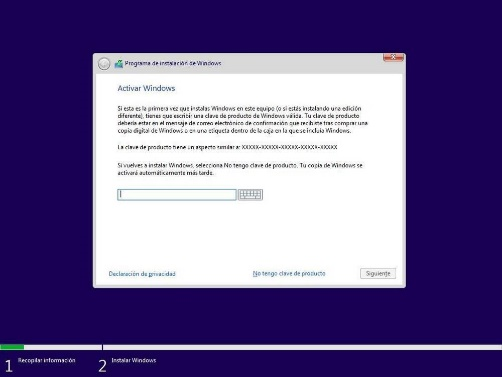 Programa de instalación de Windows
Activar Windows
Si esta es la primera vez que instalas Windows en este equipo (o si estás instalando una edición
diferente), tienes que escribir una clave de producto de Windows válida. Tu clave de producto
debería estar en el mensaje de correo electrónico de confirmación que recibiste tras comprar una
copia digital de Windows o en una etiqueta dentro de la caja en la que se incluía Windows.
La clave de producto tiene un aspecto similar a: XXXXX-XXXXX-XXXXX-XXXXX-XXXXX
Si vuelves a instalar Windows, selecciona No tengo clave de producto. Tu copia de Windows se
activará automáticamente más tarde.
Declaración de privacidad
No tengo clave de producto
Siguiente
1 Recopilar información
2 Instalar Windows